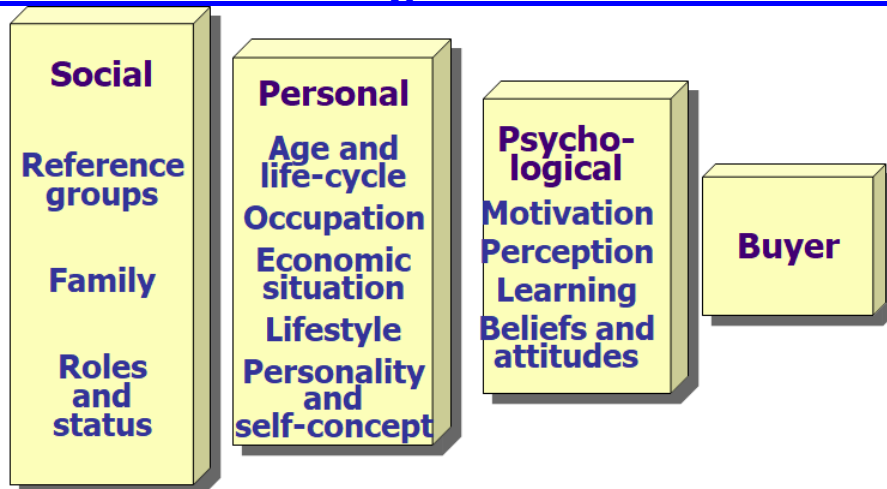 Social
Reference
groups
Family
Roles
and
status
Personal
Age and
life-cycle
Occupation
Economic
situation
Lifestyle
Personality
and
self-concept
Psycho-
logical
Motivation
Perception
Learning
Beliefs and
attitudes
Buyer